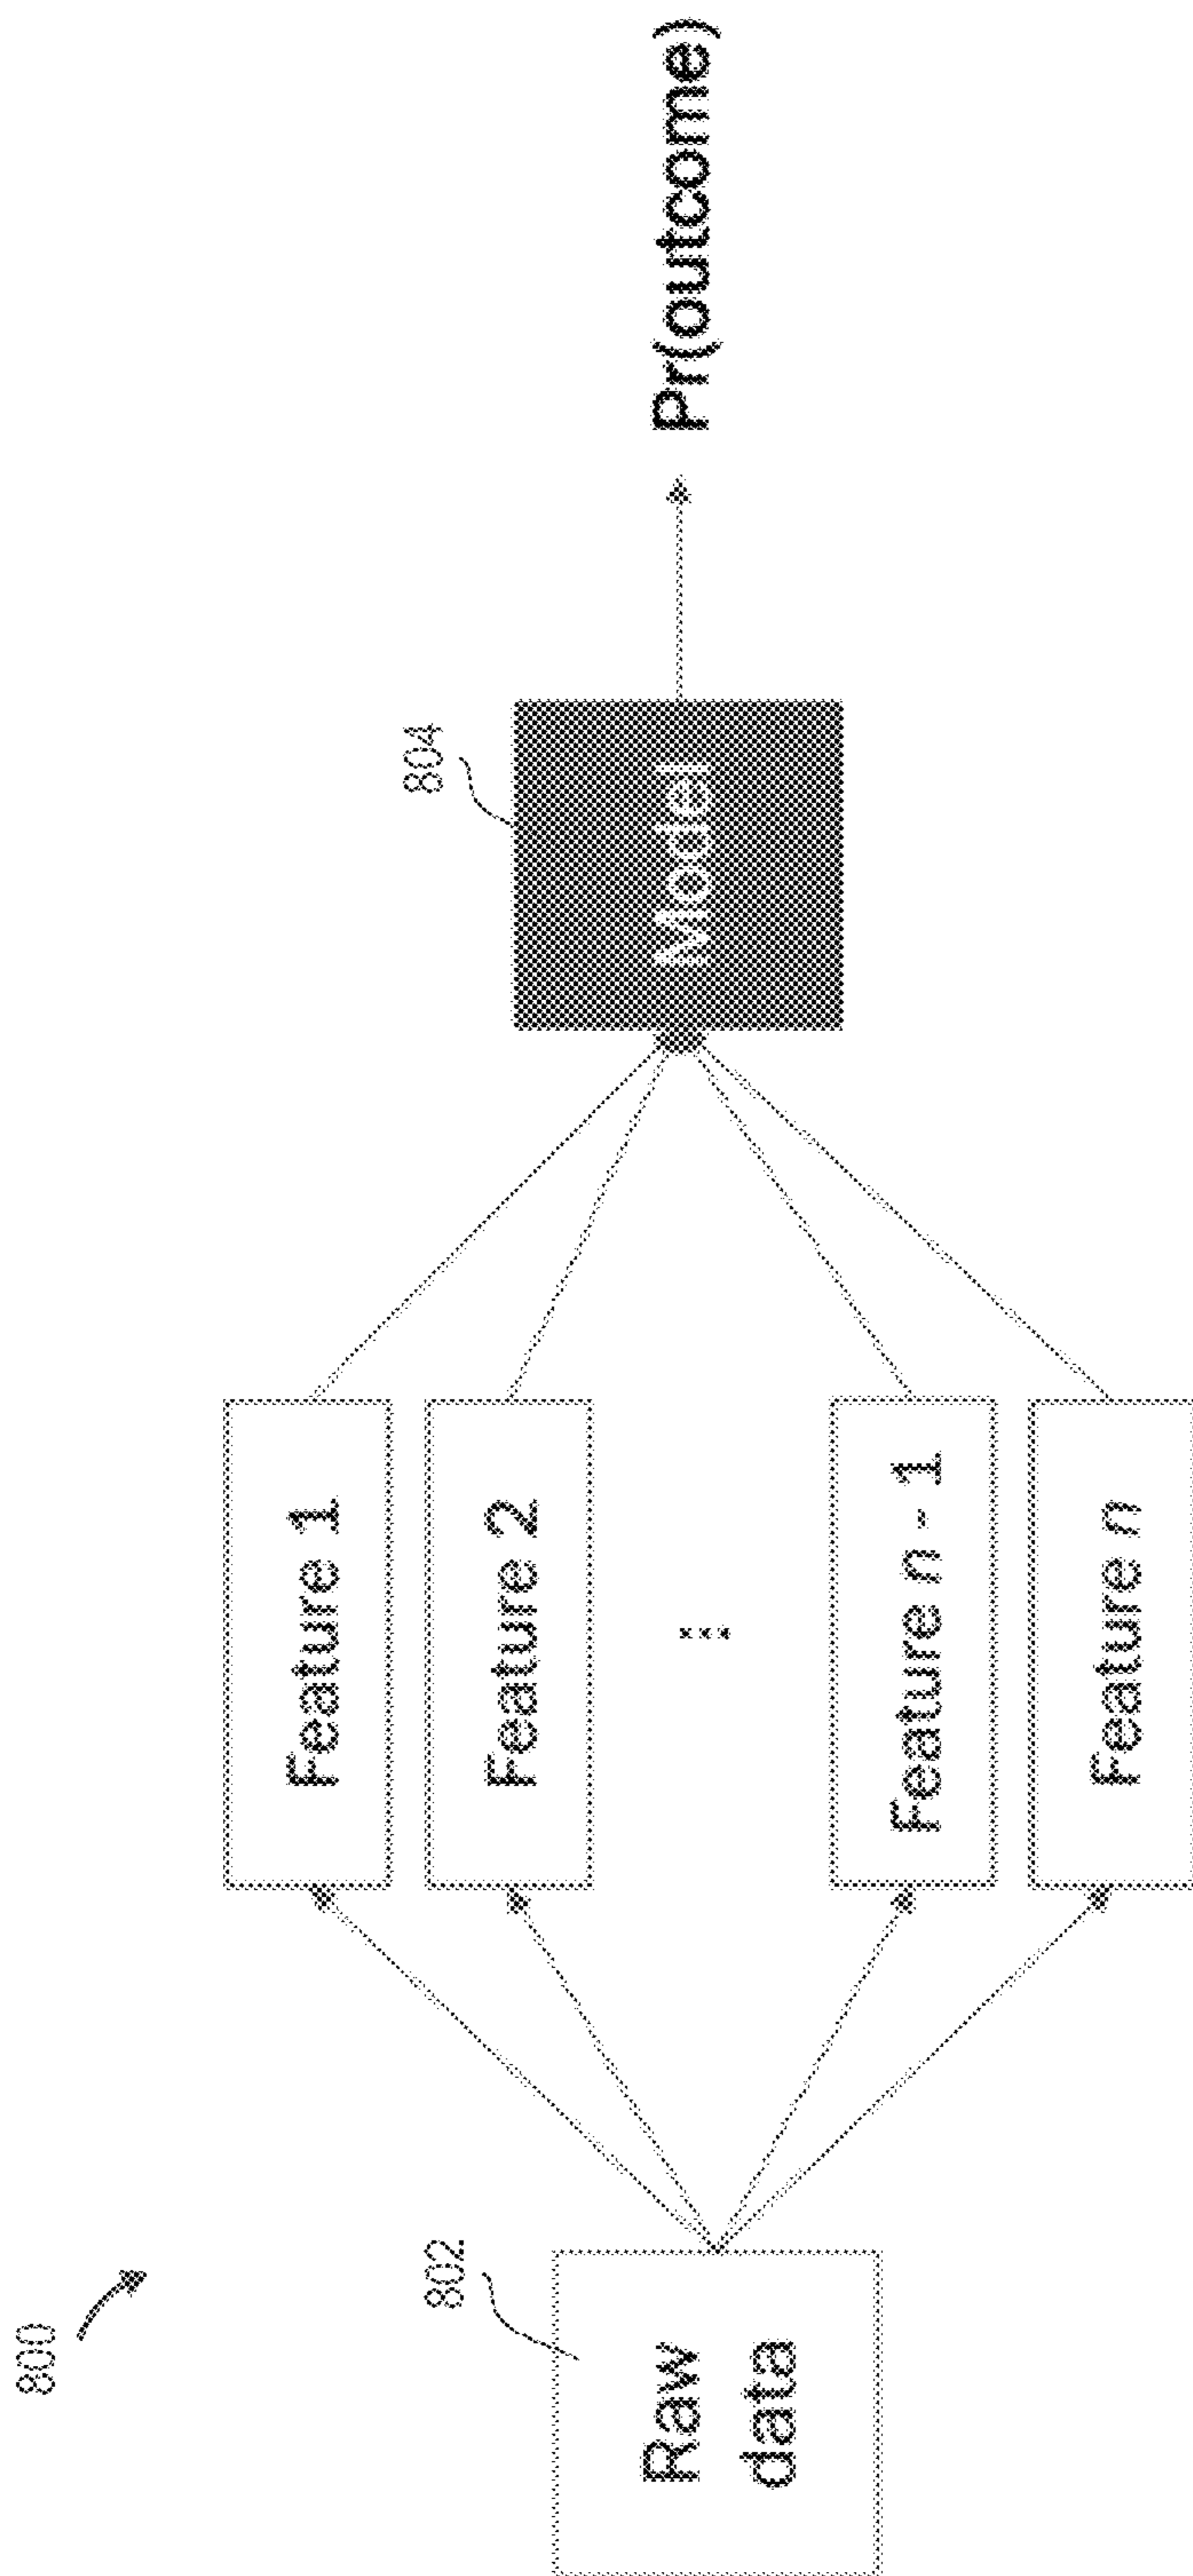 800
802
Raw
data
Feature 1
Feature 2
...
Feature n - 1
Feature n
804
Model
Pr(outcome)